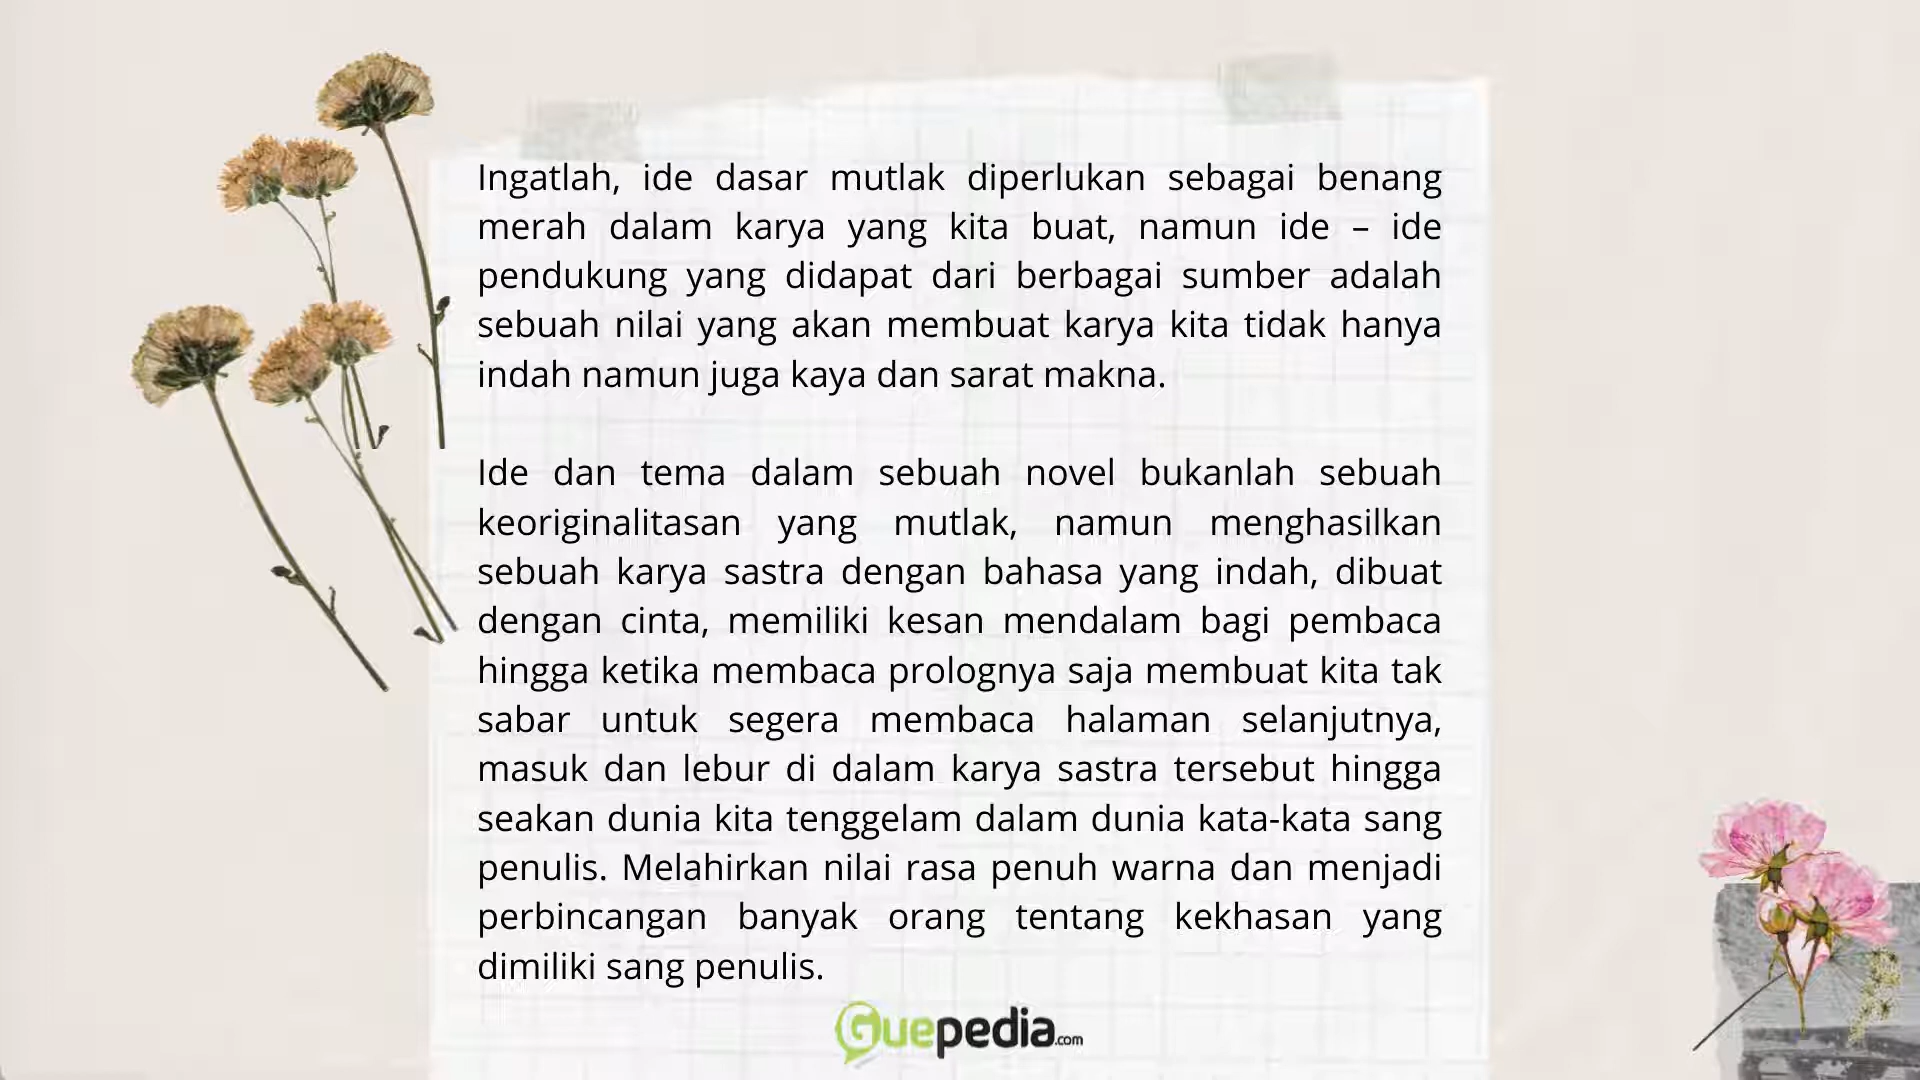 Ingatlah, ide dasar mutlak diperlukan sebagai benang
merah dalam karya yang kita buat, namun ide – ide
pendukung yang didapat dari berbagai sumber adalah
sebuah nilai yang akan membuat karya kita tidak hanya
indah namun juga kaya dan sarat makna.
Ide dan tema dalam sebuah novel bukanlah sebuah
keoriginalitasan yang mutlak, namun menghasilkan
sebuah karya sastra dengan bahasa yang indah, dibuat
dengan cinta, memiliki kesan mendalam bagi pembaca
hingga ketika membaca prolognya saja membuat kita tak
sabar untuk segera membaca halaman selanjutnya,
masuk dan lebur di dalam karya sastra tersebut hingga
seakan dunia kita tenggelam dalam dunia kata-kata sang
penulis. Melahirkan nilai rasa penuh warna dan menjadi
perbincangan banyak orang tentang kekhasan yang
dimiliki sang penulis.
Guepedia.com